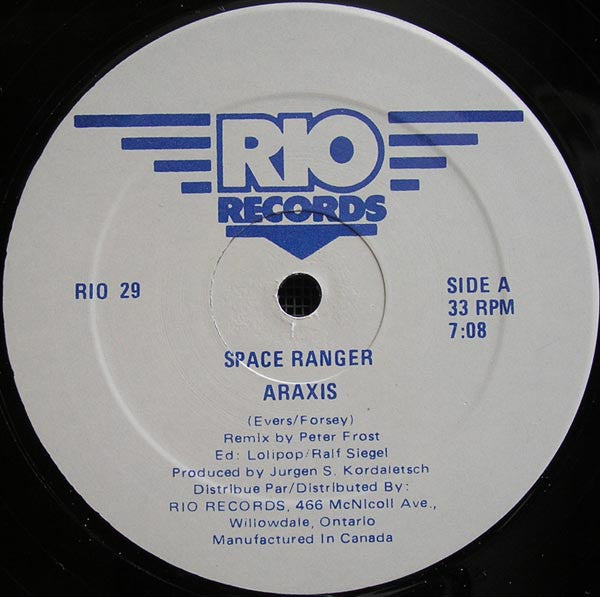 RIO
RECORDS
RIO 29
SIDE A
33 RPM
7:08
SPACE RANGER
ARAXIS
(Evers/Forsey)
Remix by Peter Frost
Ed: Lolipop/Ralf Siegel
Produced by Jurgen S. Kordaletsch
Distribue Par/Distributed By:
RIO RECORDS, 466 McNicoll Ave.,
Willowdale, Ontario
Manufactured In Canada